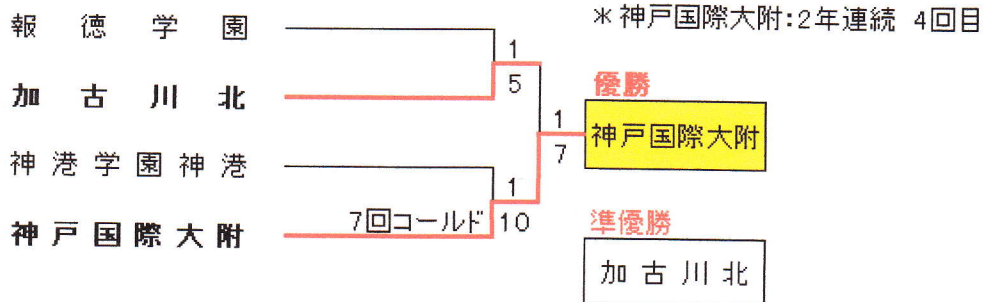 ＊神戸国際大附:2年連続 4回目
報徳学園
1
加古川北
5
優勝
1
神戸国際大附
7
神港学園神港
1
7回コールド
10
神戸国際大附
準優勝
加古川北